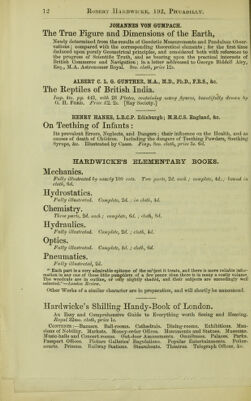 12 Robert Hardwicke, 192, Piccadilly.
JOHANNES VON GUMPACH.
The True Figure and Dimensions of the Earth,
Newly determined from the results of Geodetic Measurements and Pendulum Obser-
vations; compared with the corresponding theoretical elements; for the first time
deduced upon purely Geometrical principles, and considered both with reference to
the progress of Scientific Truth, and as bearing upon the practical interests of
British Commerce and Navigation; in a letter addressed to George Biddell Airy,
Esq., M.A., Astronomer Royal. 8vo. cloth, price 12s.
ALBERT C. L. G. GUNTHER, M.A., M.D., Ph.D., F.R.S., &c.
The Reptiles of British India.
Imp. 4to. pp. 443, with 26 Plates, containing many figures, beautifully drawn by
G. H. Ford. Price £2. 2s. [Ray Society.]
HENRY HANKS, L.R.C.P. Edinburgh; M.R.C.S. England, &c.
On Teething of Infants:
Its prevalent Errors, Neglects, and Dangers; their influence on the Health, and as
causes of death of Children. Including the dangers of Teething Powders, Soothing
Syrups, &c. Illustrated by Cases. Fcap. 8vo. cloth, price 2s. 6d.
HARDWICKE'S ELEMENTARY BOOKS.
Mechanics.
Fully illustrated by nearly 200 cuts. Two parts, 2d. each; complete, 4d.; bound in
cloth, 6d.
Hydrostatics.
Fully illustrated. Complete, 2d.; in cloth, 4d.
Chemistry.
Three parts, 2d. each; complete, 6d.; cloth, 8d.
Hydraulics.
Fully illustrated. Complete, 2d.; cloth, 4d.
Optics.
Fully illustrated. Complete, 4d.; cloth, 6d.
Pneumatics.
Fully illustrated, 2d.
" Each part is a very admirable epitome of the subject it treats, and there is more reliable infor-
mation in any one of those little pamphlets of a few pence than there is in many a costly volume.
The woodcuts are in outline, or only slightly shaded, and their subjects are exceedingly well
selected."—London Review.
Other Works of a similar character are in preparation, and will shortly be announced.
Hardwicke's Shilling Handy-Book of London.
An Easy and Comprehensive Guide to Everything worth Seeing and Hearing.
Royal 32mo. cloth, price 1s.
Contents:—Bazaars. Ball-rooms. Cathedrals. Dining-rooms. Exhibitions. Man-
sions of Nobility. Markets. Money-order Offices. Monuments and Statues. Museums.
Music-halls and Concert-rooms. Out-door Amusements. Omnibuses. Palaces. Parks.
Passport Offices. Picture Galleries' Regulations. Popular Entertainments. Police-
courts. Prisons. Railway Stations. Steamboats. Theatres. Telegraph Offices, &c.